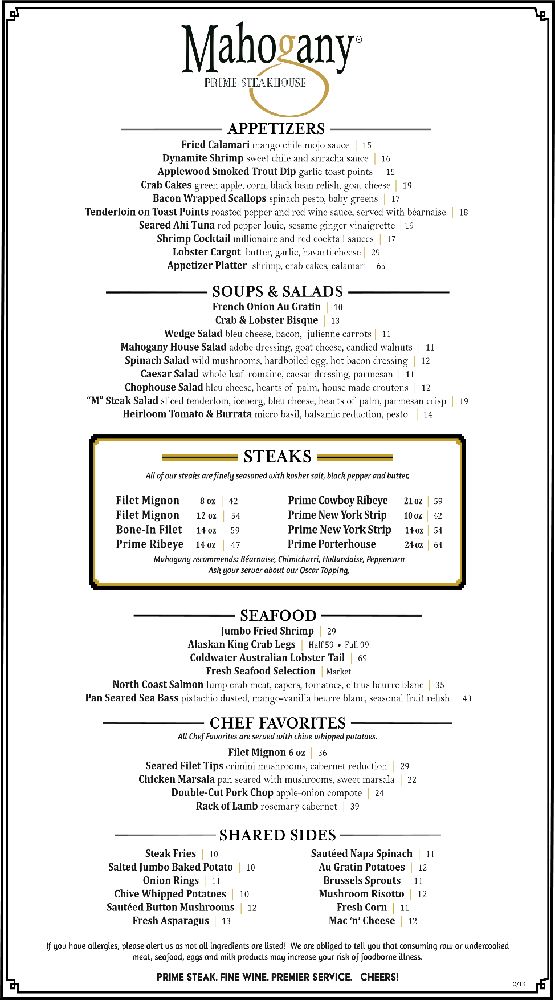 Mahogany®
PRIME STEAKHOUSE
APPETIZERS
Fried Calamari mango chile mojo sauce | 15
Dynamite Shrimp sweet chile and sriracha sauce | 16
Applewood Smoked Trout Dip garlic toast points | 15
Crab Cakes green apple, corn, black bean relish, goat cheese | 19
Bacon Wrapped Scallops spinach pesto, baby greens | 17
Tenderloin on Toast Points roasted pepper and red wine sauce, served with béarnaise | 18
Seared Ahi Tuna red pepper louie, sesame ginger vinaigrette | 19
Shrimp Cocktail millionaire and red cocktail sauces | 17
Lobster Cargot butter, garlic, havarti cheese | 29
Appetizer Platter shrimp, crab cakes, calamari | 65
SOUPS & SALADS
French Onion Au Gratin | 10
Crab & Lobster Bisque | 13
Wedge Salad bleu cheese, bacon, julienne carrots | 11
Mahogany House Salad adobe dressing, goat cheese, candied walnuts | 11
Spinach Salad wild mushrooms, hardboiled egg, hot bacon dressing | 12
Caesar Salad whole leaf romaine, caesar dressing, parmesan | 11
Chophouse Salad bleu cheese, hearts of palm, house made croutons | 12
“M” Steak Salad sliced tenderloin, iceberg, bleu cheese, hearts of palm, parmesan crisp | 19
Heirloom Tomato & Burrata micro basil, balsamic reduction, pesto | 14
STEAKS
All of our steaks are finely seasoned with kosher salt, black pepper and butter.
Filet Mignon 8 oz | 42
Filet Mignon 12 oz | 54
Bone-In Filet 14 oz | 59
Prime Ribeye 14 oz | 47
Prime Cowboy Ribeye 21 oz | 59
Prime New York Strip 10 oz | 42
Prime New York Strip 14 oz | 54
Prime Porterhouse 24 oz | 64
Mahogany recommends: Béarnaise, Chimichurri, Hollandaise, Peppercorn
Ask your server about our Oscar Topping.
SEAFOOD
Jumbo Fried Shrimp | 29
Alaskan King Crab Legs | Half 59 • Full 99
Coldwater Australian Lobster Tail | 69
Fresh Seafood Selection | Market
North Coast Salmon lump crab meat, capers, tomatoes, citrus beurre blanc | 35
Pan Seared Sea Bass pistachio dusted, mango-vanilla beurre blanc, seasonal fruit relish | 43
CHEF FAVORITES
All Chef Favorites are served with chive whipped potatoes.
Filet Mignon 6 oz | 36
Seared Filet Tips crimini mushrooms, cabernet reduction | 29
Chicken Marsala pan seared with mushrooms, sweet marsala | 22
Double-Cut Pork Chop apple-onion compote | 24
Rack of Lamb rosemary cabernet | 39
SHARED SIDES
Steak Fries | 10
Salted Jumbo Baked Potato | 10
Onion Rings | 11
Chive Whipped Potatoes | 10
Sautéed Button Mushrooms | 12
Fresh Asparagus | 13
Sautéed Napa Spinach | 11
Au Gratin Potatoes | 12
Brussels Sprouts | 11
Mushroom Risotto | 12
Fresh Corn | 11
Mac ‘n’ Cheese | 12
If you have allergies, please alert us as not all ingredients are listed! We are obliged to tell you that consuming raw or undercooked
meat, seafood, eggs and milk products may increase your risk of foodborne illness.
PRIME STEAK. FINE WINE. PREMIER SERVICE. CHEERS!
2/18